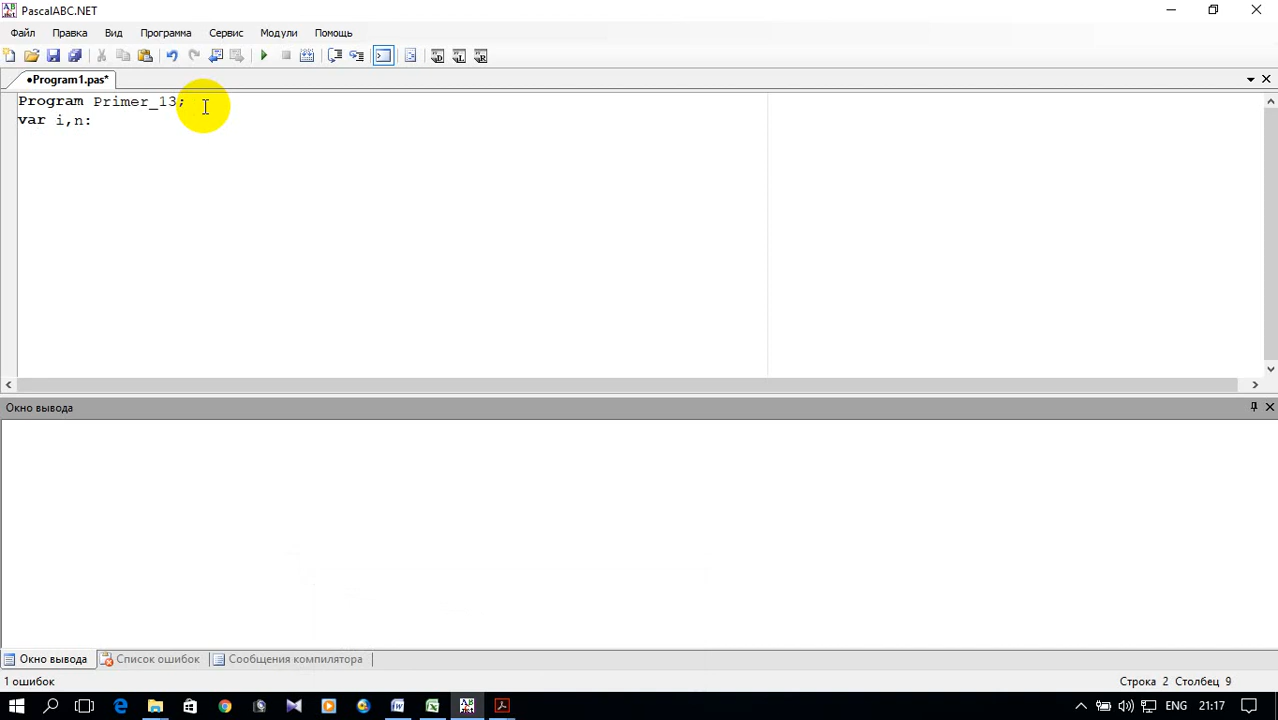 PascalABC.NET
Файл Правка Вид Программа Сервис Модули Помощь
•Program1.pas*
Program Primer_13;
var i,n:
Окно вывода
Окно вывода Список ошибок Сообщения компилятора
1 ошибок Строка 2 Столбец 9
ENG 21:17